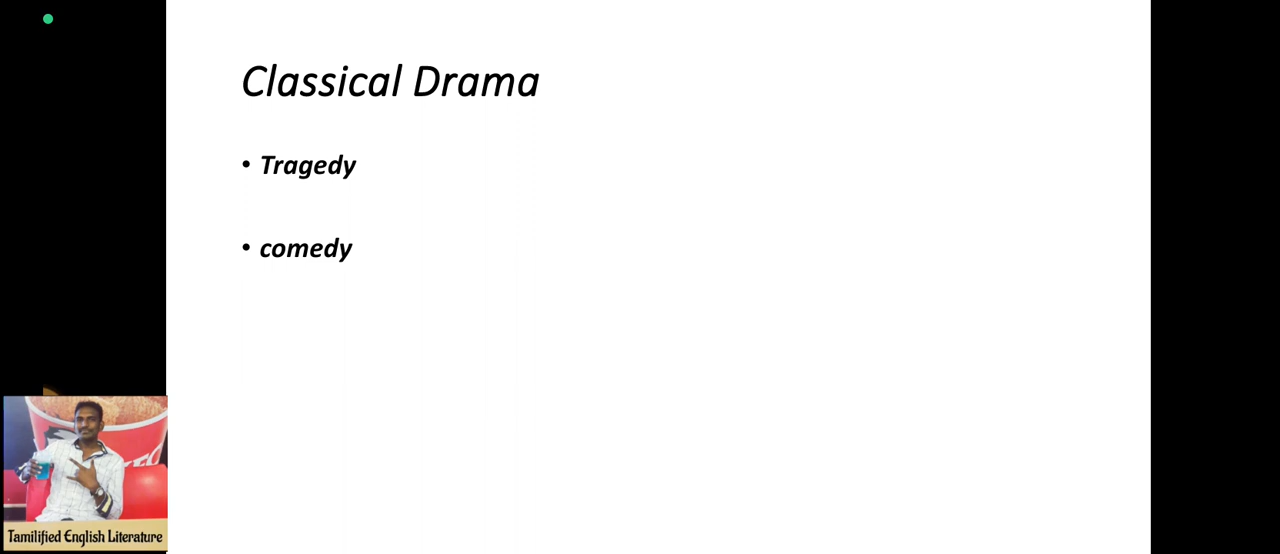 Classical Drama
• Tragedy
• comedy
Tamilified English Literature